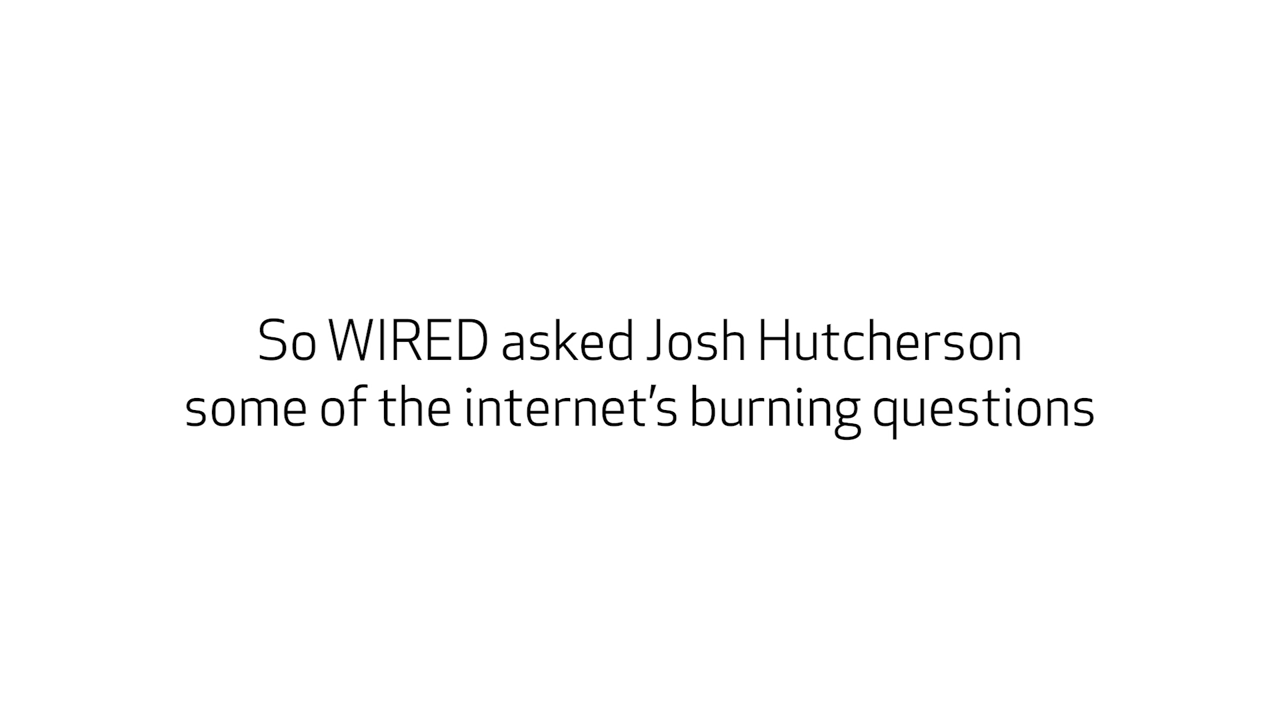 So WIRED asked Josh Hutcherson
some of the internet’s burning questions